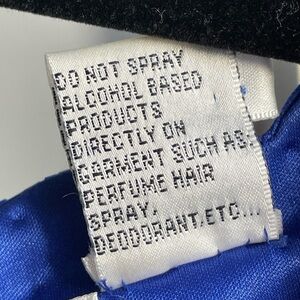 DO NOT SPRAY
ALCOHOL BASED
PRODUCTS
DIRECTLY ON
GARMENT SUCH AS:
PERFUME HAIR
SPRAY,
DEODORANT.ETC...